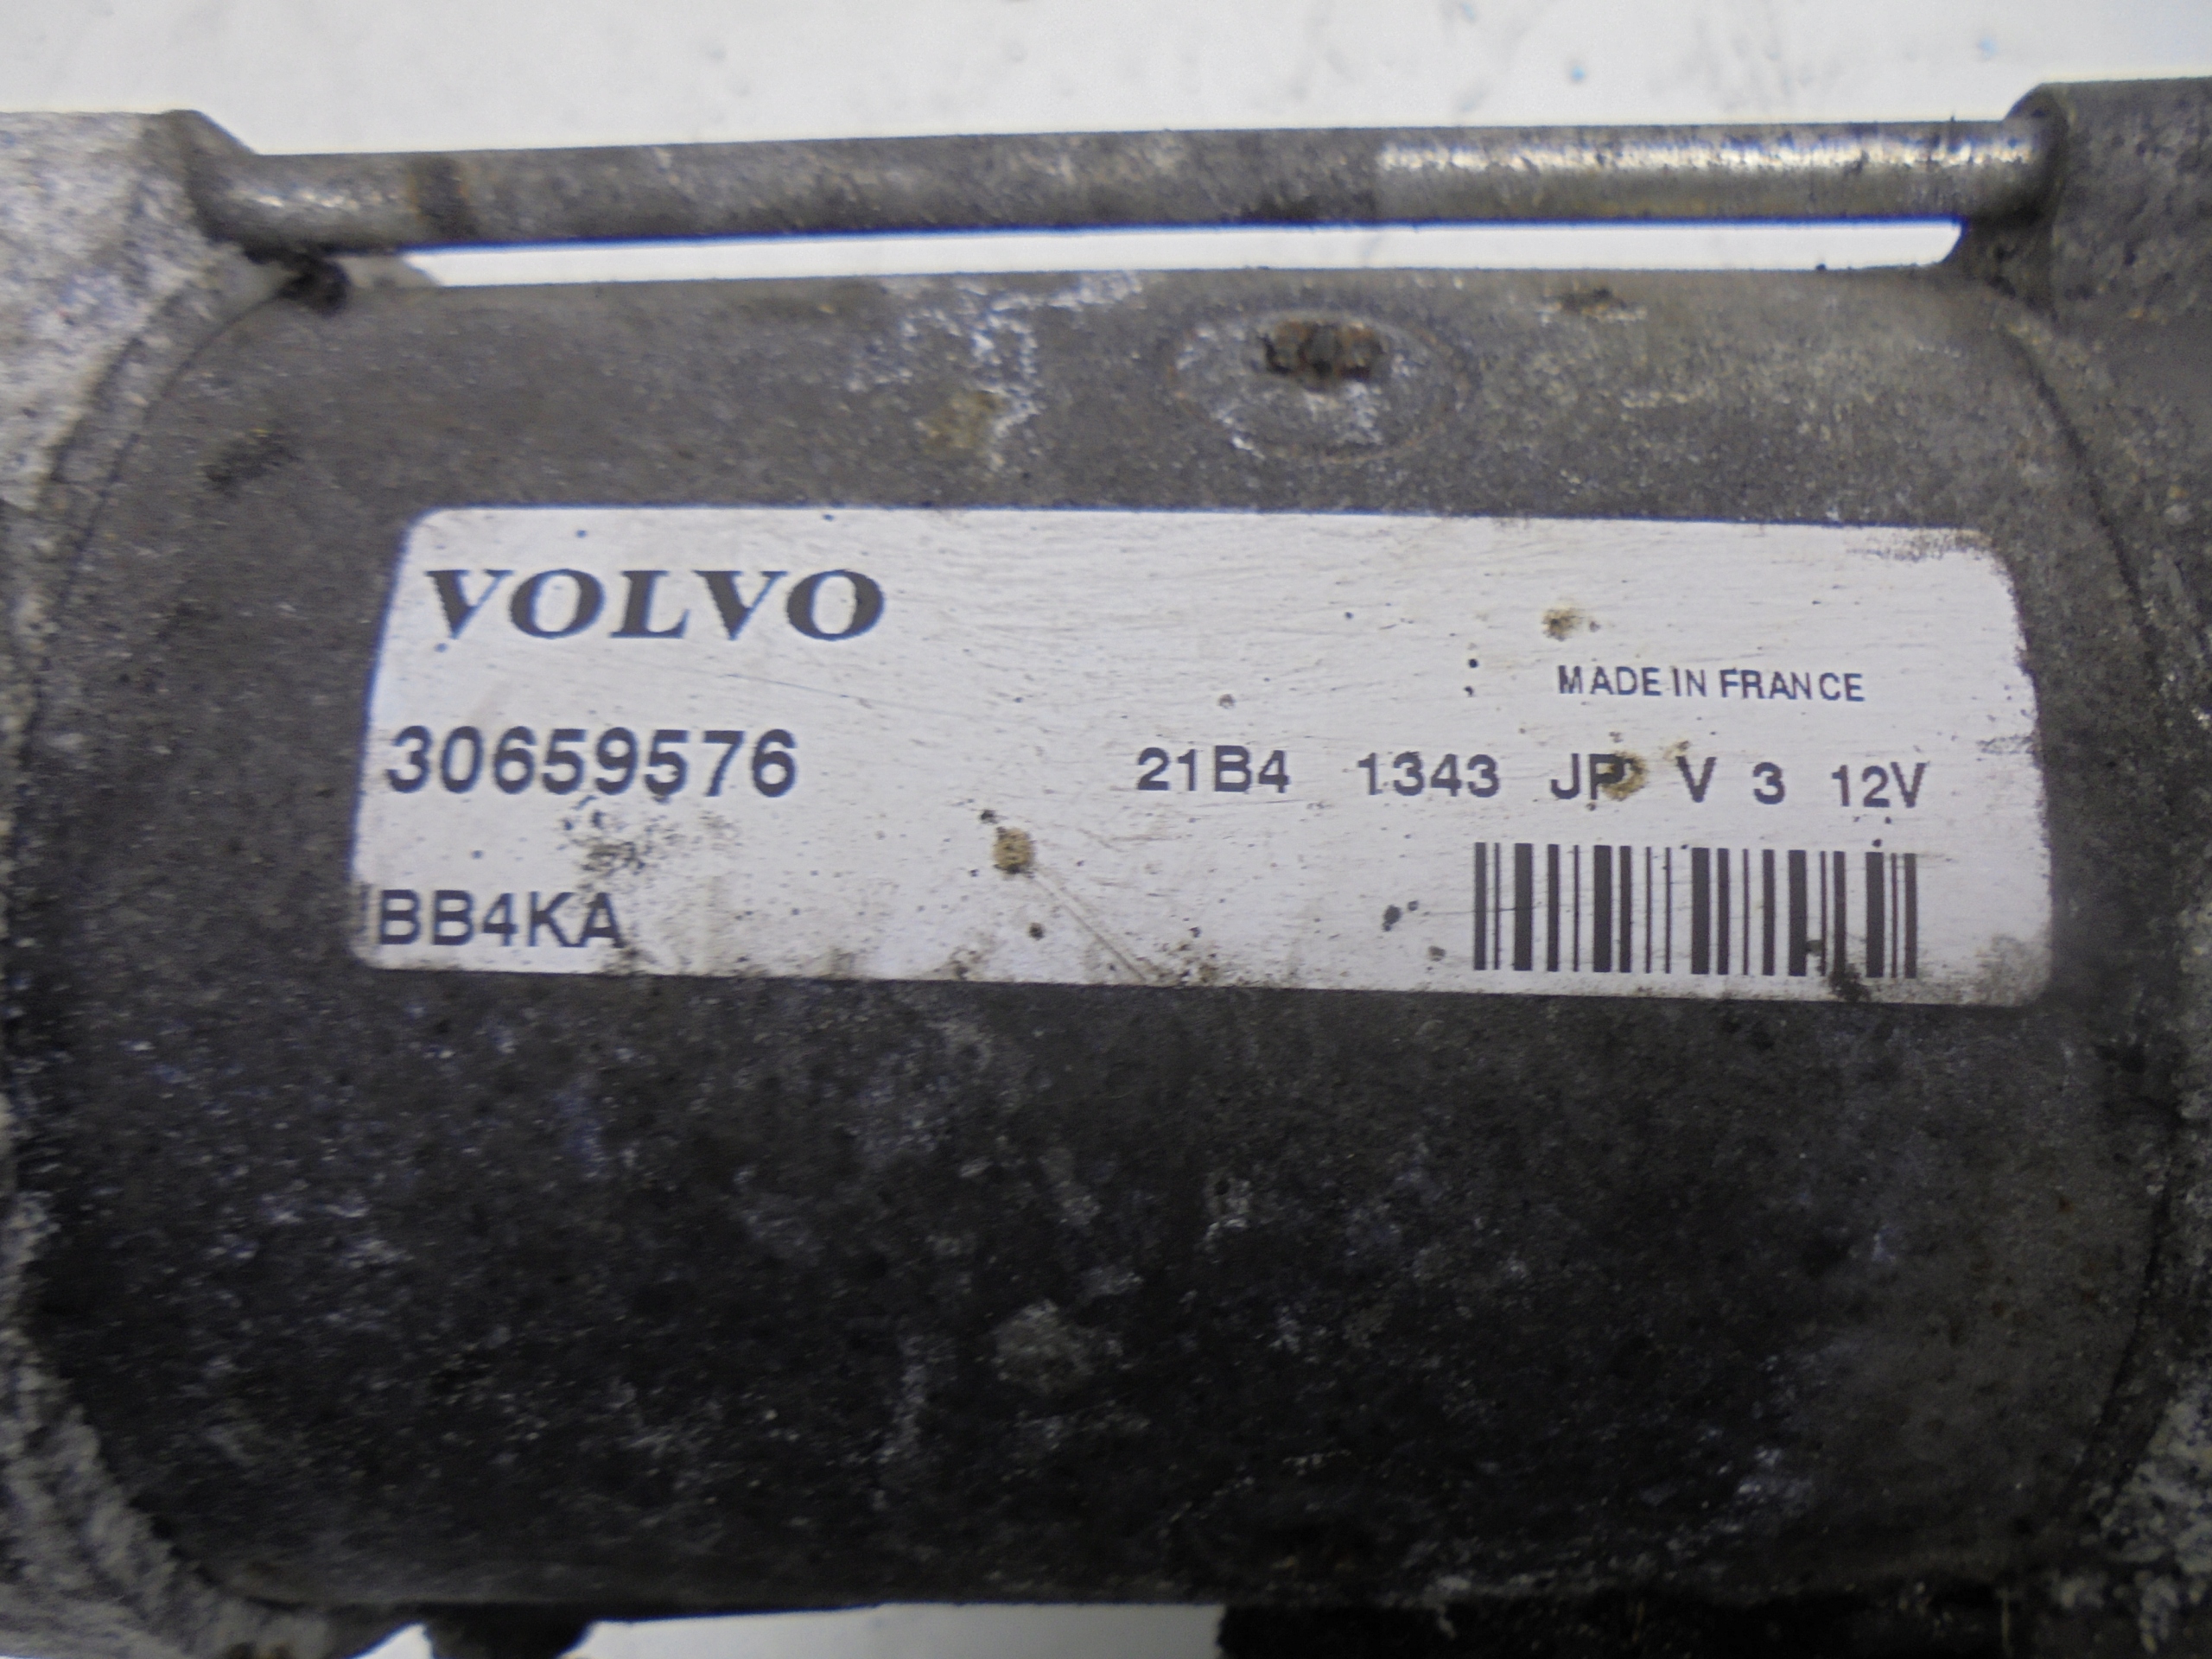 VOLVO
MADE IN FRANCE
30659576 21B4 1343 JP V 3 12V
BB4KA